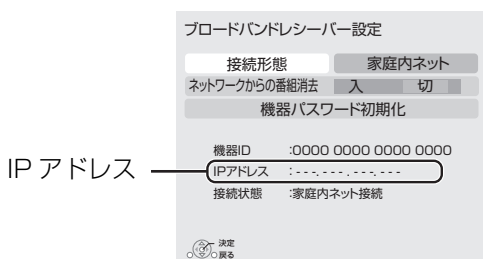 ブロードバンドレシーバー設定
接続形態 家庭内ネット
ネットワークからの番組消去 入 切
機器パスワード初期化
機器ID :0000 0000 0000 0000
IPアドレス :---.---.---.---
IP アドレス
接続状態 :家庭内ネット接続
決定
戻る